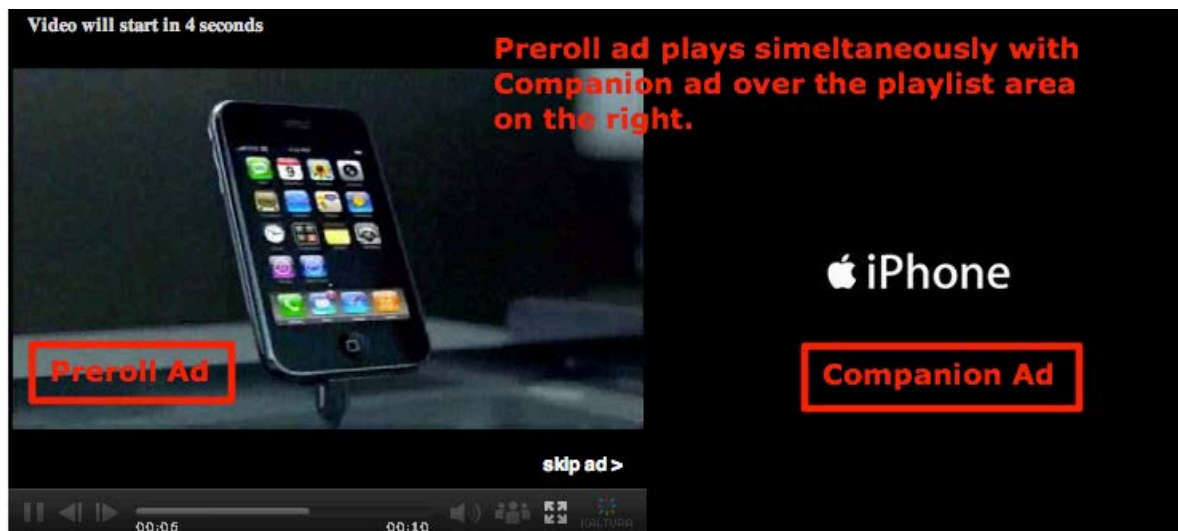 Video will start in 4 seconds
Preroll ad plays simeltaneously with
Companion ad over the playlist area
on the right.
iPhone
Preroll Ad
Companion Ad
skip ad >
00:06
00:10
KALTURA